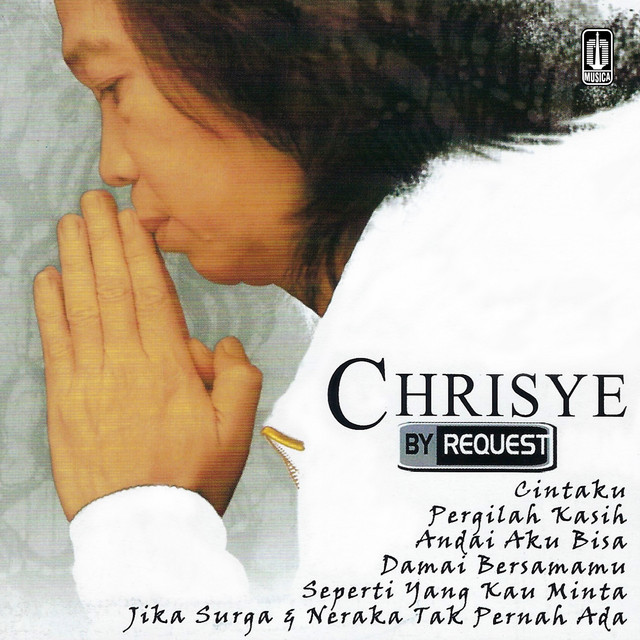 MUSICA
CHRISYE
BY REQUEST
Cintaku
Pergilah Kasih
Andai Aku Bisa
Damai Bersamamu
Seperti Yang Kau Minta
Jika Surga & Neraka Tak Pernah Ada